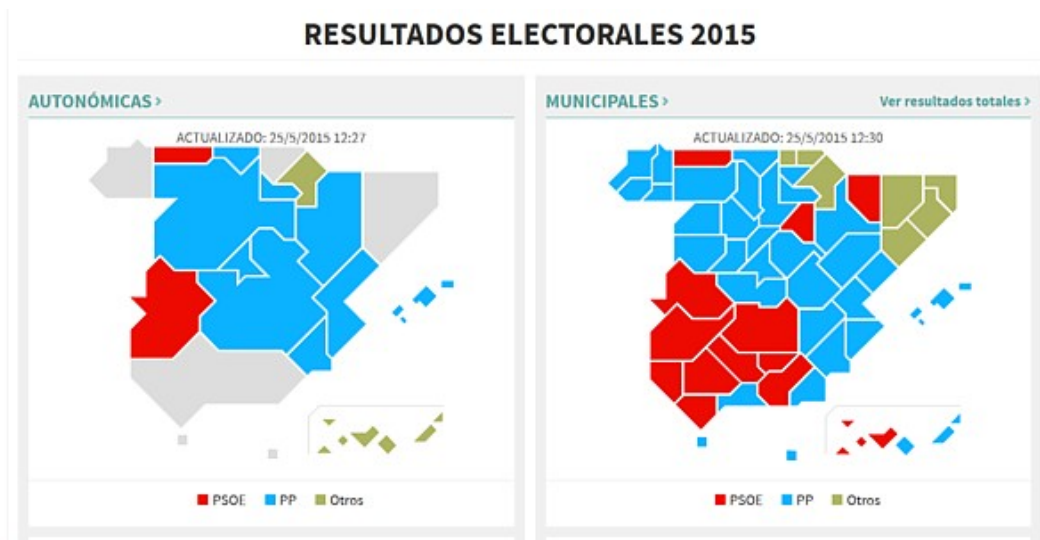 RESULTADOS ELECTORALES 2015
AUTONÓMICAS >
ACTUALIZADO: 25/5/2015 12:27
PSOE PP Otros
MUNICIPALES > Ver resultados totales >
ACTUALIZADO: 25/5/2015 12:30
PSOE PP Otros